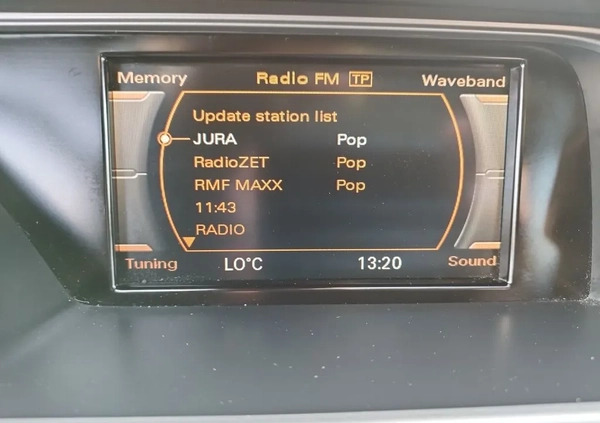 Memory Radio FM TP Waveband
Update station list
JURA Pop
RadioZET Pop
RMF MAXX Pop
11:43
RADIO
Tuning LO°C 13:20 Sound